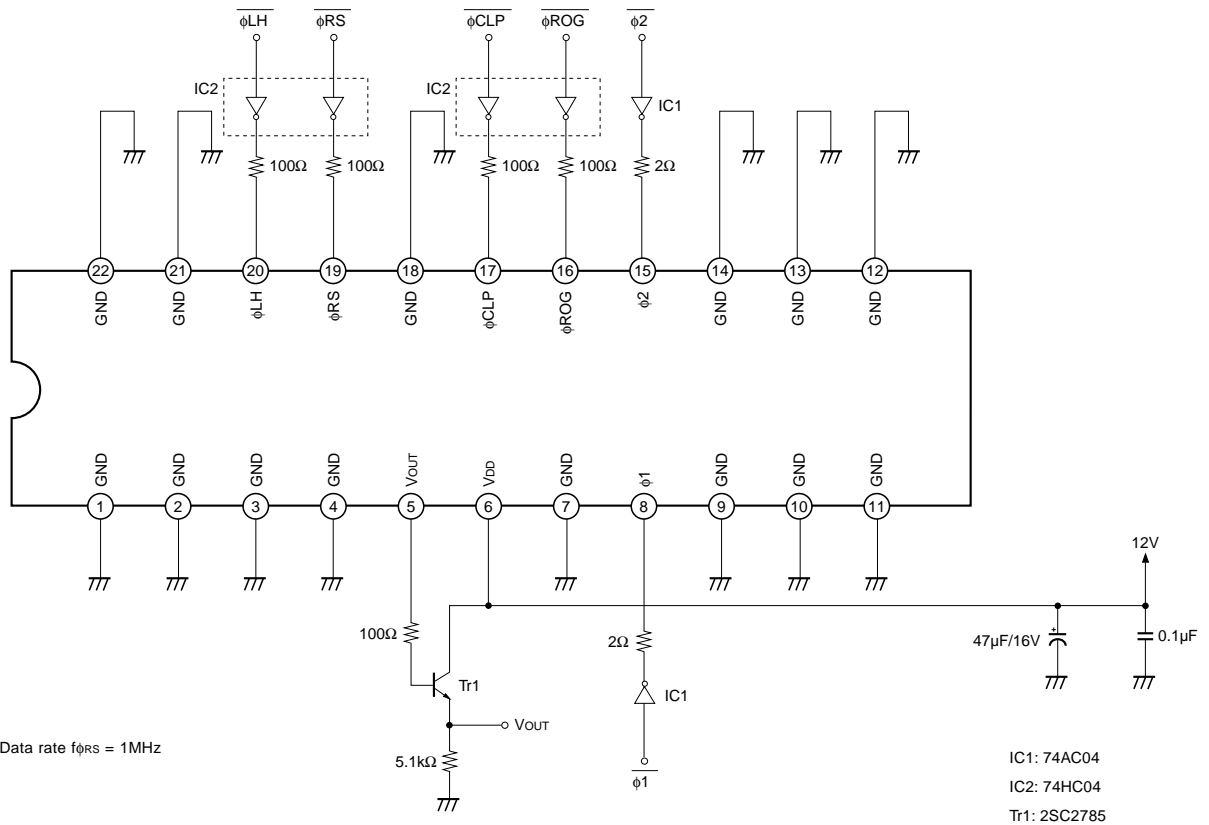 φLH φRS φCLP φROG φ2
IC2 IC2 IC1
100Ω 100Ω 100Ω 100Ω 2Ω
22 21 20 19 18 17 16 15 14 13 12
GND GND φLH φRS GND φCLP φROG φ2 GND GND GND
GND GND GND GND VOUT VDD GND φ1 GND GND GND
1 2 3 4 5 6 7 8 9 10 11
12V
100Ω 2Ω 47µF/16V 0.1µF
+
Tr1 IC1
VOUT
Data rate fφRS = 1MHz
5.1kΩ
φ1
IC1: 74AC04
IC2: 74HC04
Tr1: 2SC2785